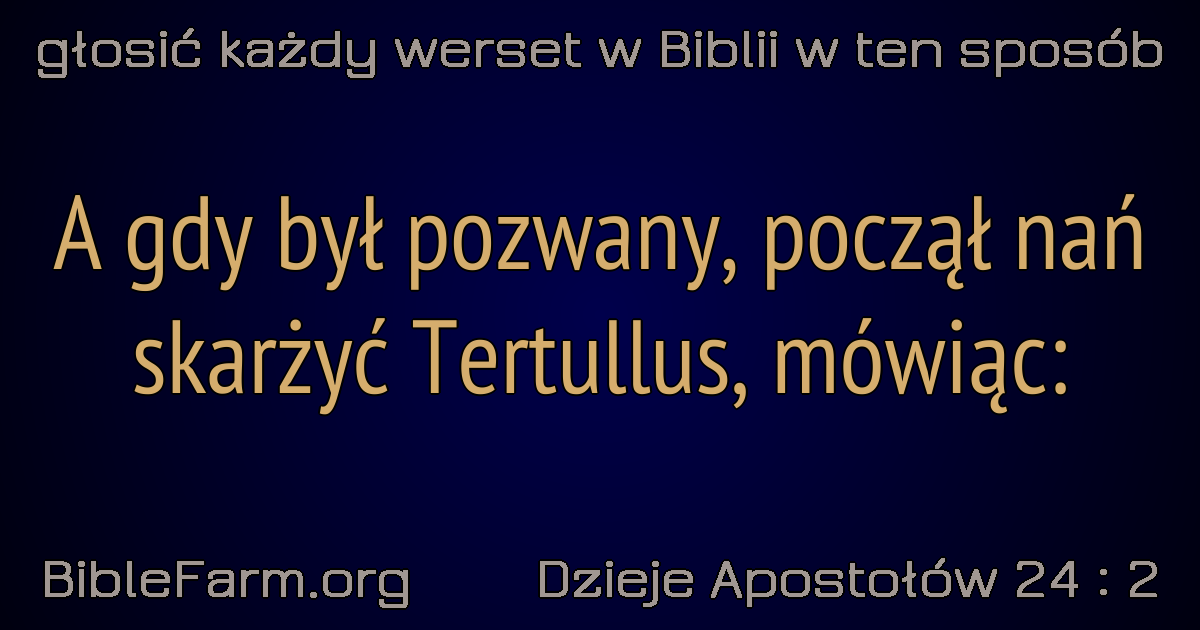 głosić każdy werset w Biblii w ten sposób
A gdy był pozwany, począł nań
skarżyć Tertullus, mówiąc:
BibleFarm.org
Dzieje Apostołów 24 : 2